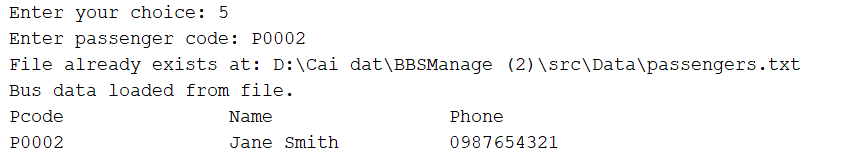 Enter your choice: 5
Enter passenger code: P0002
File already exists at: D:\Cai dat\BBSManage (2)\src\Data\passengers.txt
Bus data loaded from file.
Pcode Name Phone
P0002 Jane Smith 0987654321